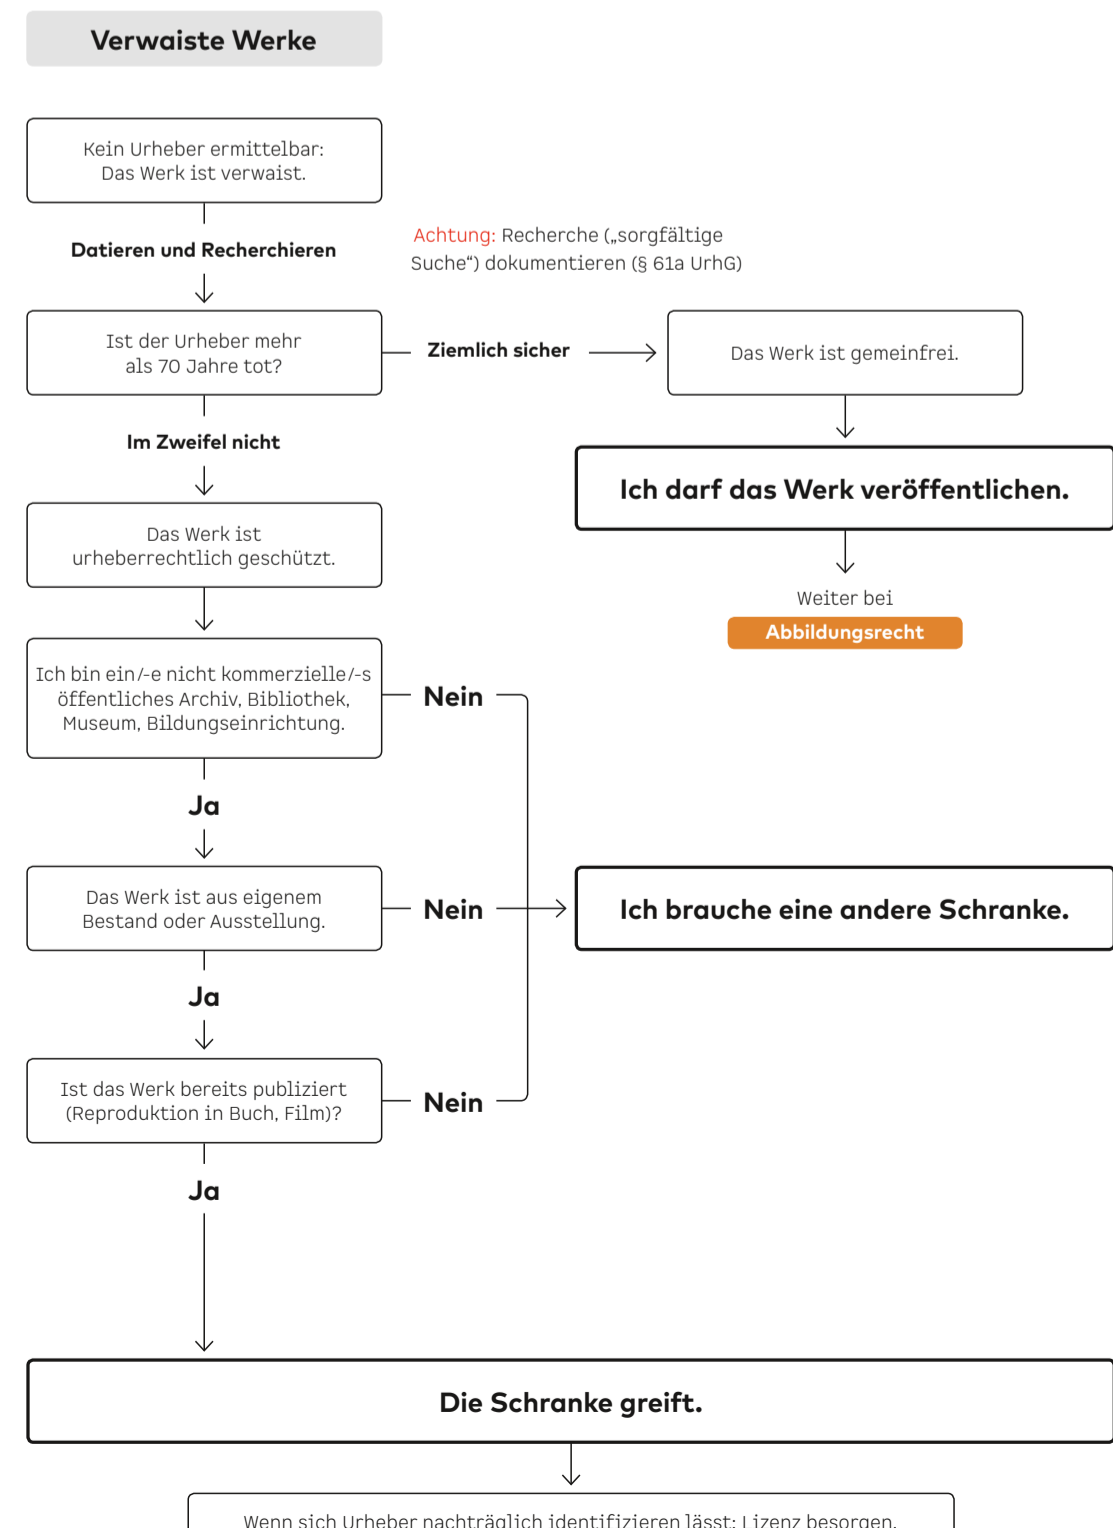 Verwaiste Werke
Kein Urheber ermittelbar:
Das Werk ist verwaist.
Datieren und Recherchieren
Achtung: Recherche („sorgfältige
Suche“) dokumentieren (§ 61a UrhG)
Ist der Urheber mehr
als 70 Jahre tot?
Ziemlich sicher
Das Werk ist gemeinfrei.
Im Zweifel nicht
Ich darf das Werk veröffentlichen.
Das Werk ist
urheberrechtlich geschützt.
Weiter bei
Abbildungsrecht
Ich bin ein/-e nicht kommerzielle/-s
öffentliches Archiv, Bibliothek,
Museum, Bildungseinrichtung.
Nein
Ja
Das Werk ist aus eigenem
Bestand oder Ausstellung.
Nein
Ich brauche eine andere Schranke.
Ja
Ist das Werk bereits publiziert
(Reproduktion in Buch, Film)?
Nein
Ja
Die Schranke greift.
Wenn sich Urheber nachträglich identifizieren lässt: Lizenz besorgen.